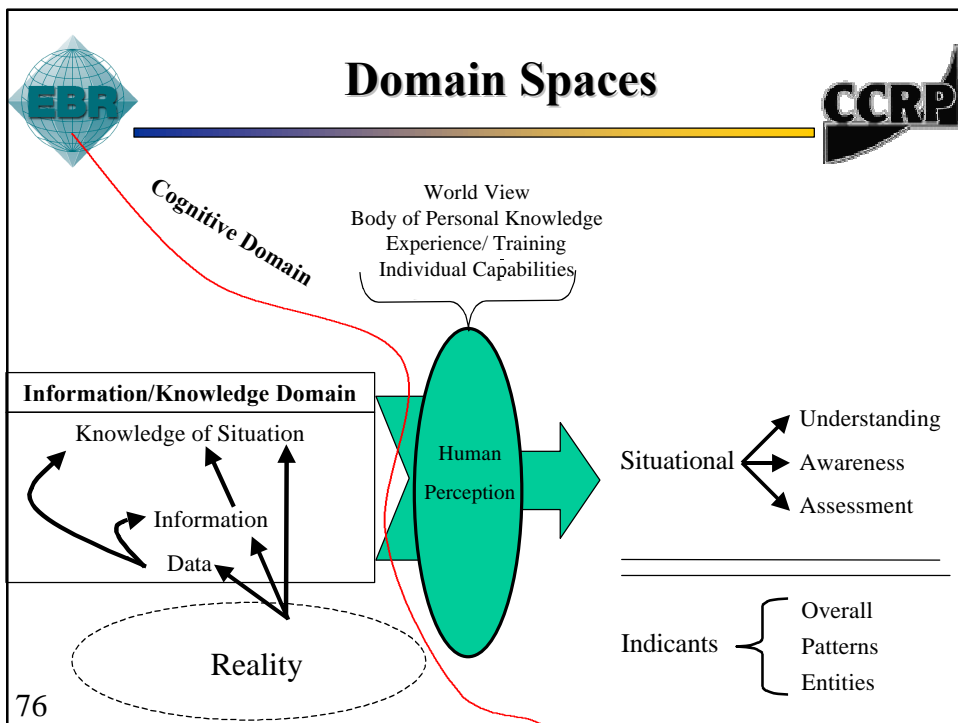 EBR
Domain Spaces
CCRP
Cognitive Domain
World View
Body of Personal Knowledge
Experience/ Training
Individual Capabilities
Information/Knowledge Domain
Knowledge of Situation
Information
Data
Reality
Human
Perception
Situational
Understanding
Awareness
Assessment
Indicants
Overall
Patterns
Entities
76